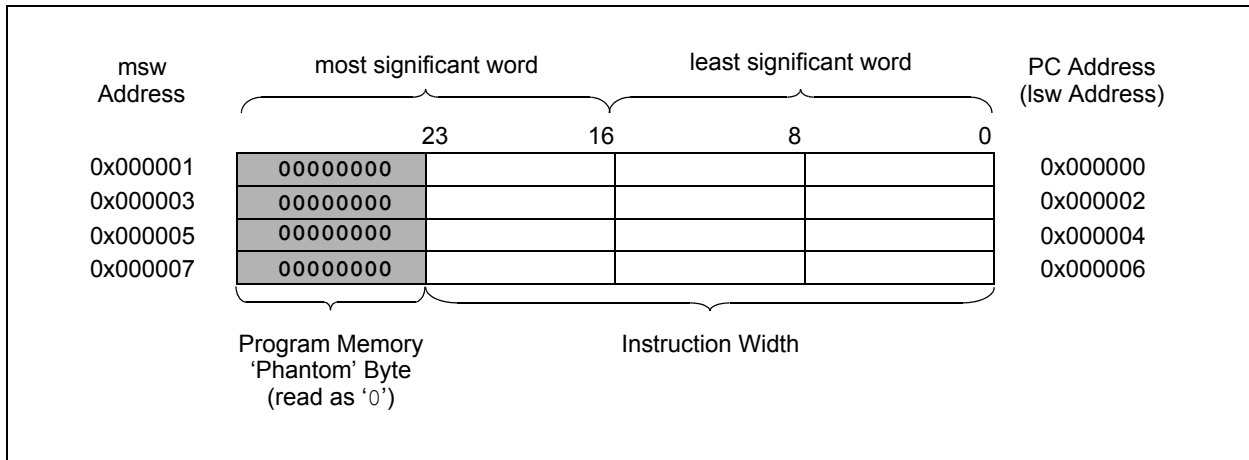 msw
Address
most significant word
least significant word
PC Address
(lsw Address)
23
16
8
0
0x000001
00000000
0x000000
0x000003
00000000
0x000002
0x000005
00000000
0x000004
0x000007
00000000
0x000006
Program Memory
‘Phantom’ Byte
(read as ‘0’)
Instruction Width